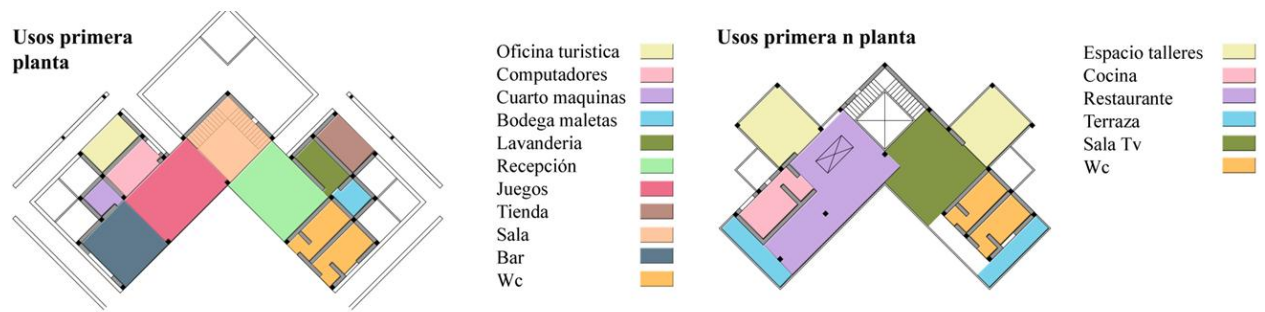 Usos primera
planta
Oficina turistica
Computadores
Cuarto maquinas
Bodega maletas
Lavanderia
Recepción
Juegos
Tienda
Sala
Bar
Wc
Usos primera n planta
Espacio talleres
Cocina
Restaurante
Terraza
Sala Tv
Wc